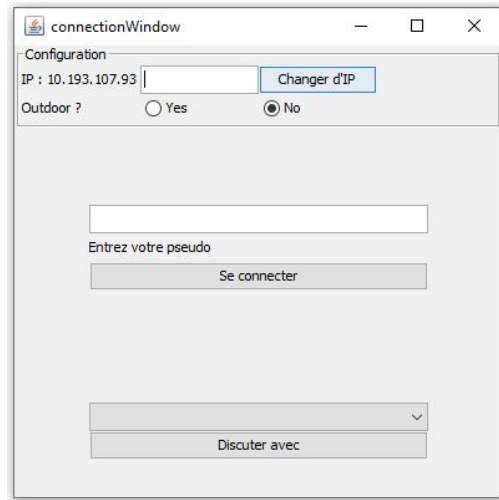 connectionWindow
Configuration
IP : 10.193.107.93 Changer d'IP
Outdoor ? Yes No
Entrez votre pseudo
Se connecter
Discuter avec